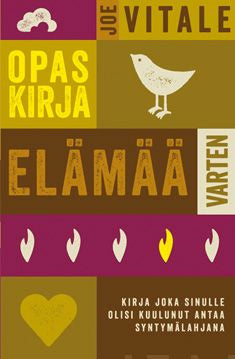 JOE VITALE
OPAS
KIRJA
ELÄMÄÄ
VARTEN
KIRJA JOKA SINULLE
OLISI KUULUNUT ANTAA
SYNTYMÄLAHJANA